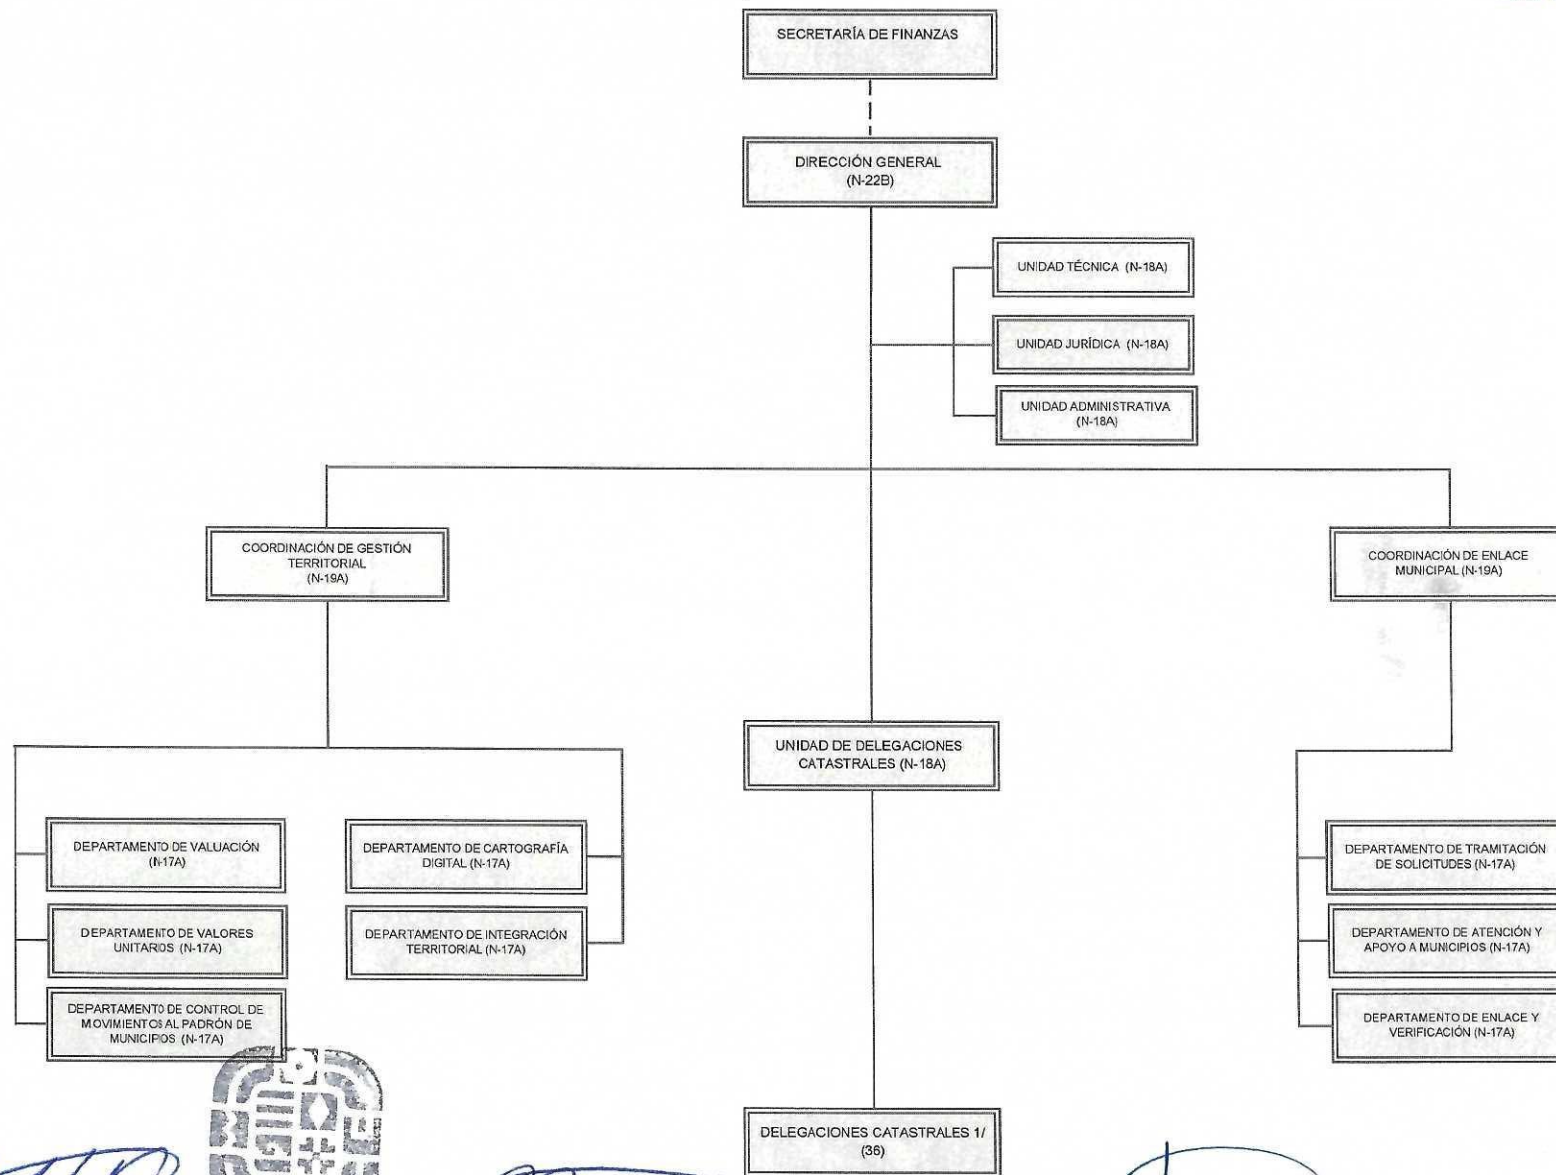 SECRETARÍA DE FINANZAS
DIRECCIÓN GENERAL
(N-22B)
UNIDAD TÉCNICA (N-18A)
UNIDAD JURÍDICA (N-18A)
UNIDAD ADMINISTRATIVA
(N-18A)
COORDINACIÓN DE GESTIÓN
TERRITORIAL
(N-19A)
COORDINACIÓN DE ENLACE
MUNICIPAL (N-19A)
UNIDAD DE DELEGACIONES
CATASTRALES (N-18A)
DEPARTAMENTO DE VALUACIÓN
(N-17A)
DEPARTAMENTO DE CARTOGRAFÍA
DIGITAL (N-17A)
DEPARTAMENTO DE TRAMITACIÓN
DE SOLICITUDES (N-17A)
DEPARTAMENTO DE VALORES
UNITARIOS (N-17A)
DEPARTAMENTO DE INTEGRACIÓN
TERRITORIAL (N-17A)
DEPARTAMENTO DE ATENCIÓN Y
APOYO A MUNICIPIOS (N-17A)
DEPARTAMENTO DE CONTROL DE
MOVIMIENTOS AL PADRÓN DE
MUNICIPIOS (N-17A)
DEPARTAMENTO DE ENLACE Y
VERIFICACIÓN (N-17A)
DELEGACIONES CATASTRALES 1/
(36)